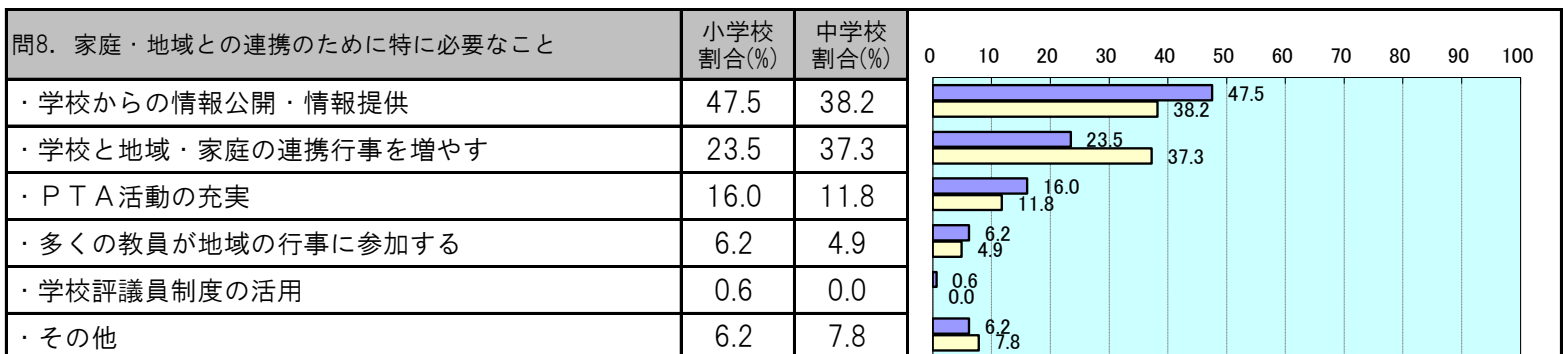 問8. 家庭・地域との連携のために特に必要なこと 小学校割合(%) 中学校割合(%)
0 10 20 30 40 50 60 70 80 90 100
・学校からの情報公開・情報提供 47.5 38.2
47.5
38.2
・学校と地域・家庭の連携行事を増やす 23.5 37.3
23.5
37.3
・ＰＴＡ活動の充実 16.0 11.8
16.0
11.8
・多くの教員が地域の行事に参加する 6.2 4.9
6.2
4.9
・学校評議員制度の活用 0.6 0.0
0.6
0.0
・その他 6.2 7.8
6.2
7.8